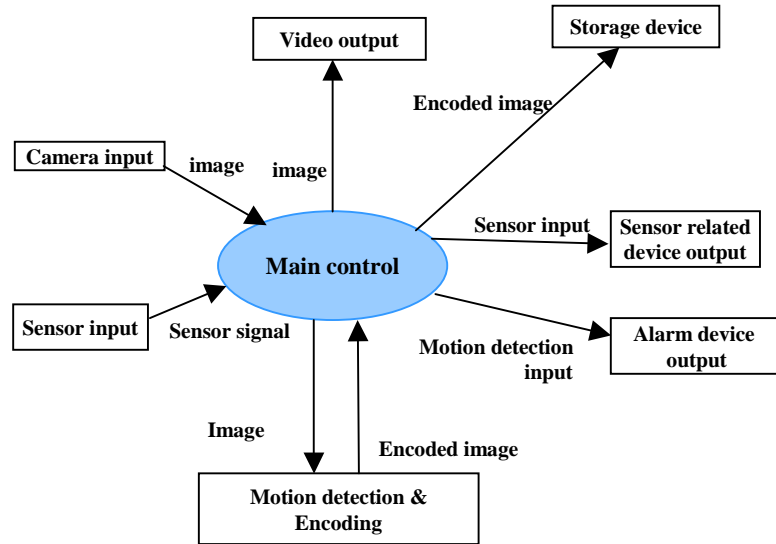 Storage device
Video output
Encoded image
Camera input
image
image
Sensor input
Sensor related
device output
Main control
Sensor input
Sensor signal
Motion detection
input
Alarm device
output
Image
Encoded image
Motion detection &
Encoding